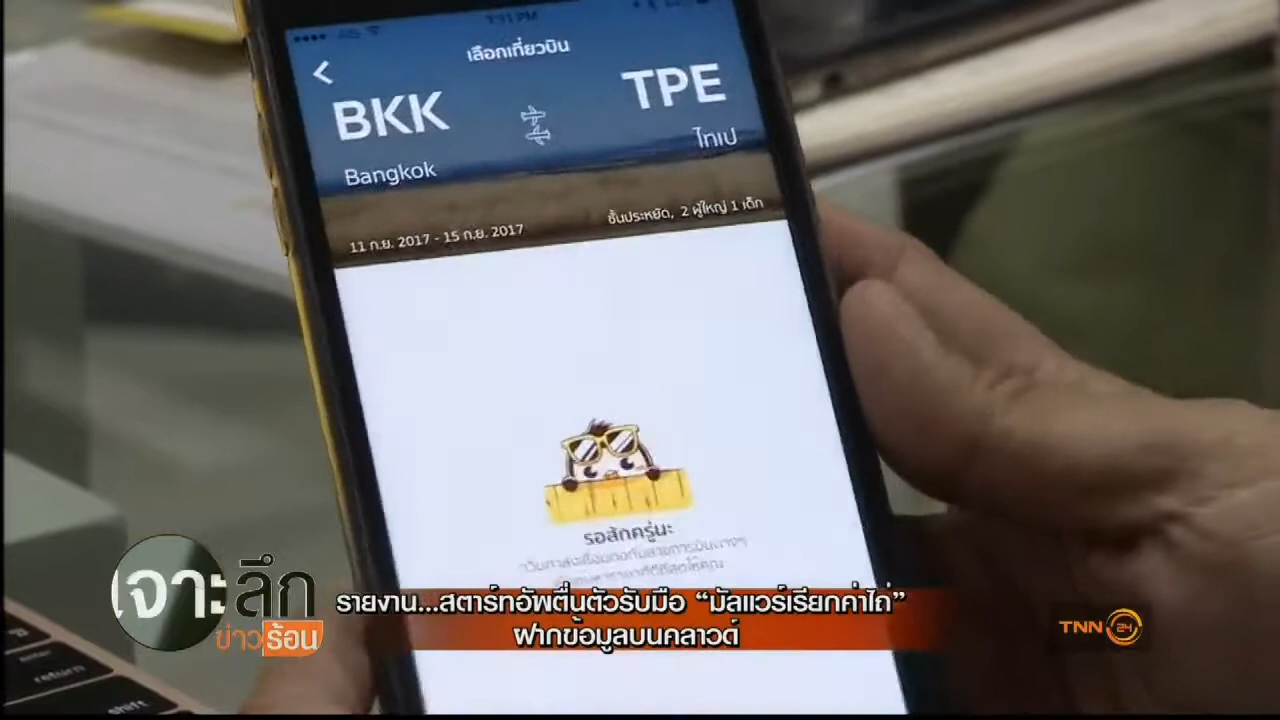 1:11 PM
เลือกเที่ยวบิน
BKK
TPE
Bangkok
ไทเป
11 ก.ย. 2017 - 15 ก.ย. 2017
ชั้นประหยัด, 2 ผู้ใหญ่ 1 เด็ก
รอสักครู่นะ
เจาะลึก
ข่าวร้อน
รายงาน...สตาร์ทอัพตื่นตัวรับมือ “มัลแวร์เรียกค่าไถ่”
ฝากข้อมูลบนคลาวด์
TNN 24
return
shift